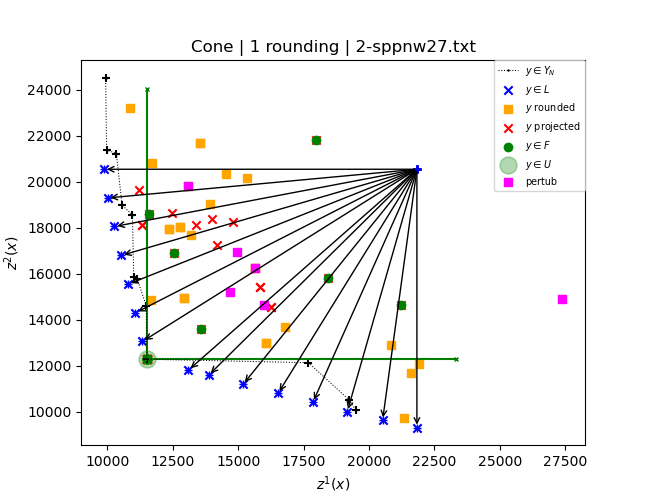 Cone | 1 rounding | 2-sppnw27.txt
z²(x)
24000
22000
20000
18000
16000
14000
12000
10000
10000 12500 15000 17500 20000 22500 25000 27500
z¹(x)
y ∈ Y_N
y ∈ L
y rounded
y projected
y ∈ F
y ∈ U
pertub